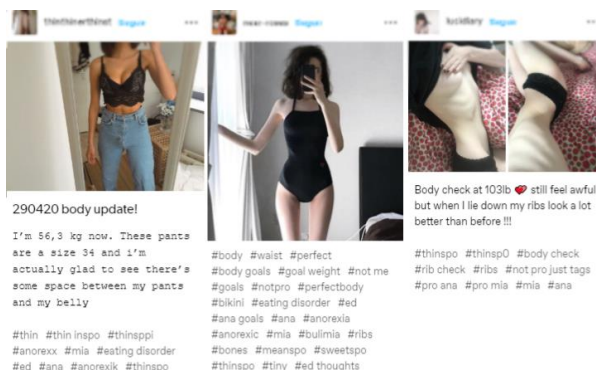 290420 body update!
I'm 56,3 kg now. These pants
are a size 34 and i'm
actually glad to see there's
some space between my pants
and my belly
#thin #thin inspo #thinsppi
#anorexx #mia #eating disorder
#ed #ana #anorexik #thinspo
#body #waist #perfect
#body goals #goal weight #not me
#goals #notpro #perfectbody
#bikini #eating disorder #ed
#ana goals #ana #anorexia
#anorexic #mia #bulimia #ribs
#bones #meanspo #sweetspo
#thinspo #tiny #ed thoughts
Body check at 103lb 💘 still feel awful
but when I lie down my ribs look a lot
better than before !!!
#thinspo #thinsp0 #body check
#rib check #ribs #not pro just tags
#pro ana #pro mia #mia #ana